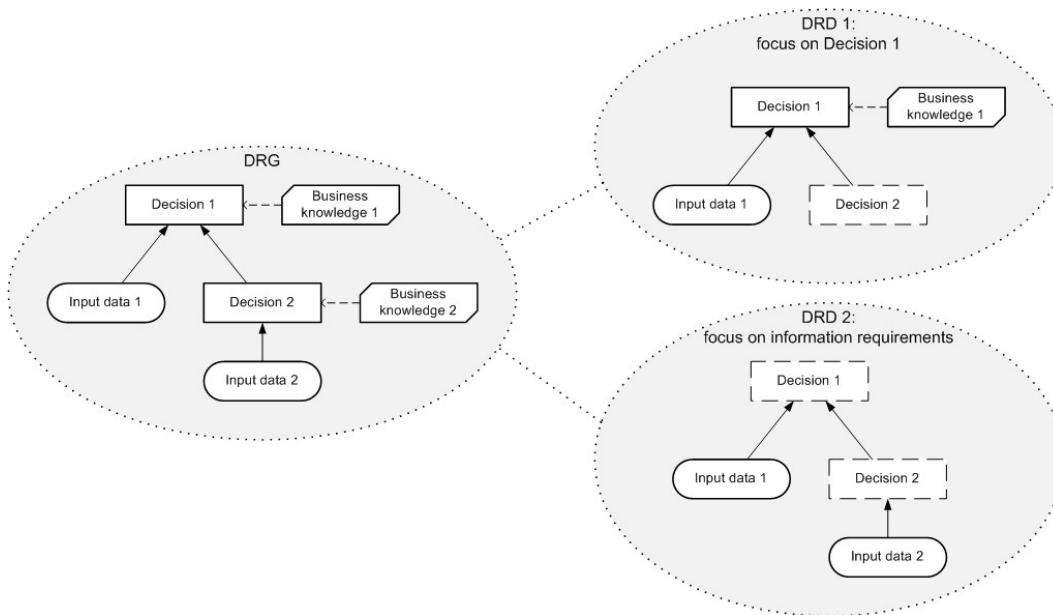 DRG
Decision 1
Business
knowledge 1
Input data 1
Decision 2
Business
knowledge 2
Input data 2
DRD 1:
focus on Decision 1
Decision 1
Business
knowledge 1
Input data 1
Decision 2
DRD 2:
focus on information requirements
Decision 1
Input data 1
Decision 2
Input data 2